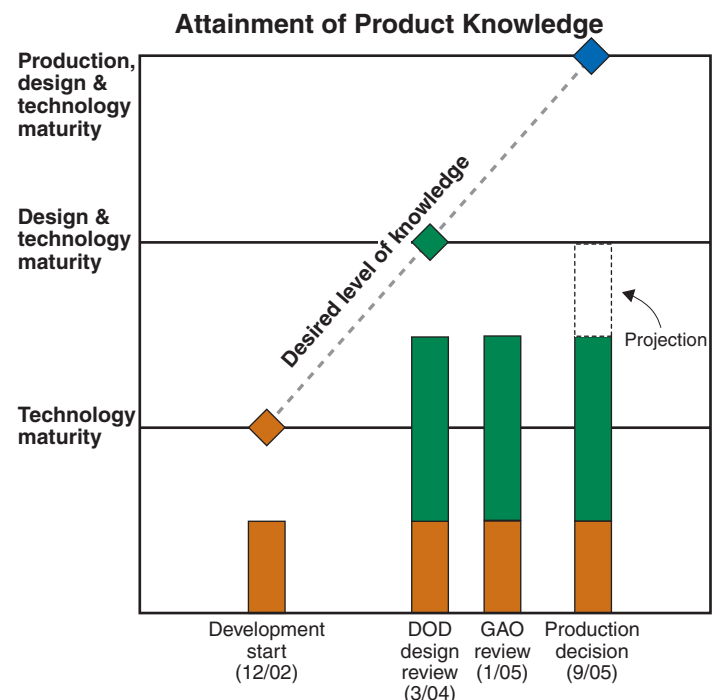 Attainment of Product Knowledge
Production,
design &
technology
maturity
Design &
technology
maturity
Technology
maturity
Desired level of knowledge
Projection
Development
start
(12/02)
DOD
design
review
(3/04)
GAO
review
(1/05)
Production
decision
(9/05)